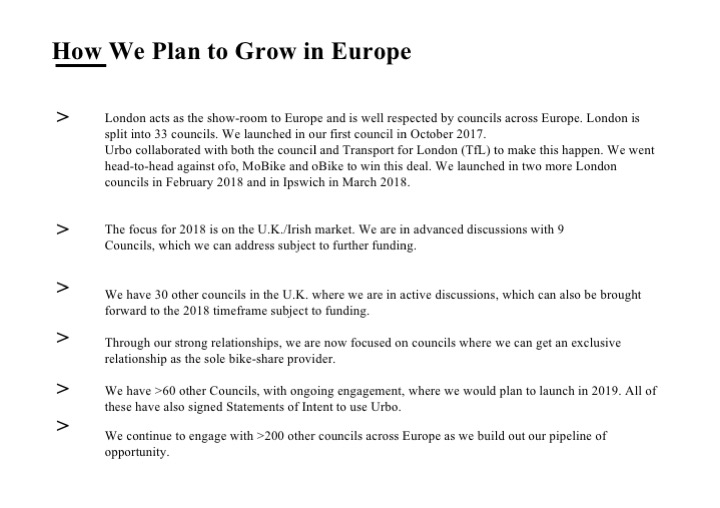 How We Plan to Grow in Europe
> London acts as the show-room to Europe and is well respected by councils across Europe. London is
split into 33 councils. We launched in our first council in October 2017.
Urbo collaborated with both the council and Transport for London (TfL) to make this happen. We went
head-to-head against ofo, MoBike and oBike to win this deal. We launched in two more London
councils in February 2018 and in Ipswich in March 2018.
> The focus for 2018 is on the U.K./Irish market. We are in advanced discussions with 9
Councils, which we can address subject to further funding.
> We have 30 other councils in the U.K. where we are in active discussions, which can also be brought
forward to the 2018 timeframe subject to funding.
> Through our strong relationships, we are now focused on councils where we can get an exclusive
relationship as the sole bike-share provider.
> We have >60 other Councils, with ongoing engagement, where we would plan to launch in 2019. All of
these have also signed Statements of Intent to use Urbo.
> We continue to engage with >200 other councils across Europe as we build out our pipeline of
opportunity.